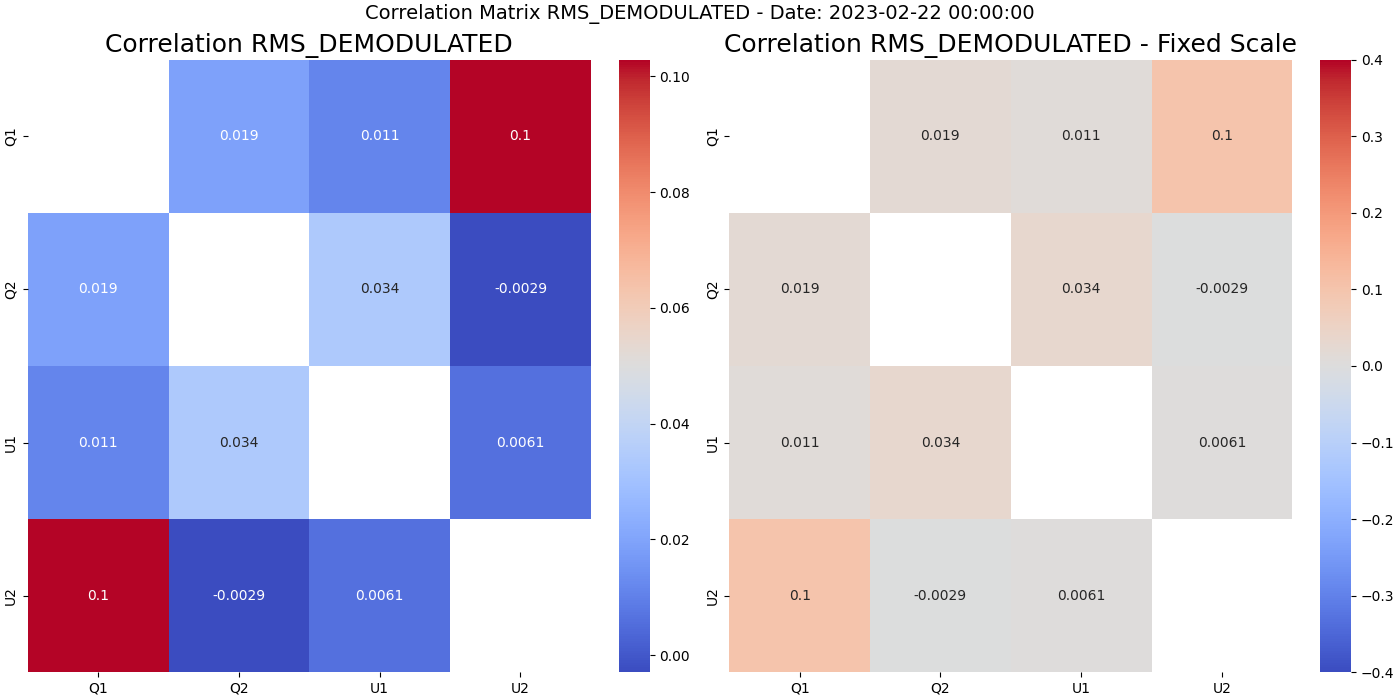 Correlation Matrix RMS_DEMODULATED - Date: 2023-02-22 00:00:00
Correlation RMS_DEMODULATED
Q1 0.019 0.011 0.1
Q2 0.019 0.034 -0.0029
U1 0.011 0.034 0.0061
U2 0.1 -0.0029 0.0061
Q1 Q2 U1 U2
0.10
0.08
0.06
0.04
0.02
0.00
Correlation RMS_DEMODULATED - Fixed Scale
Q1 0.019 0.011 0.1
Q2 0.019 0.034 -0.0029
U1 0.011 0.034 0.0061
U2 0.1 -0.0029 0.0061
Q1 Q2 U1 U2
0.4
0.3
0.2
0.1
0.0
−0.1
−0.2
−0.3
−0.4